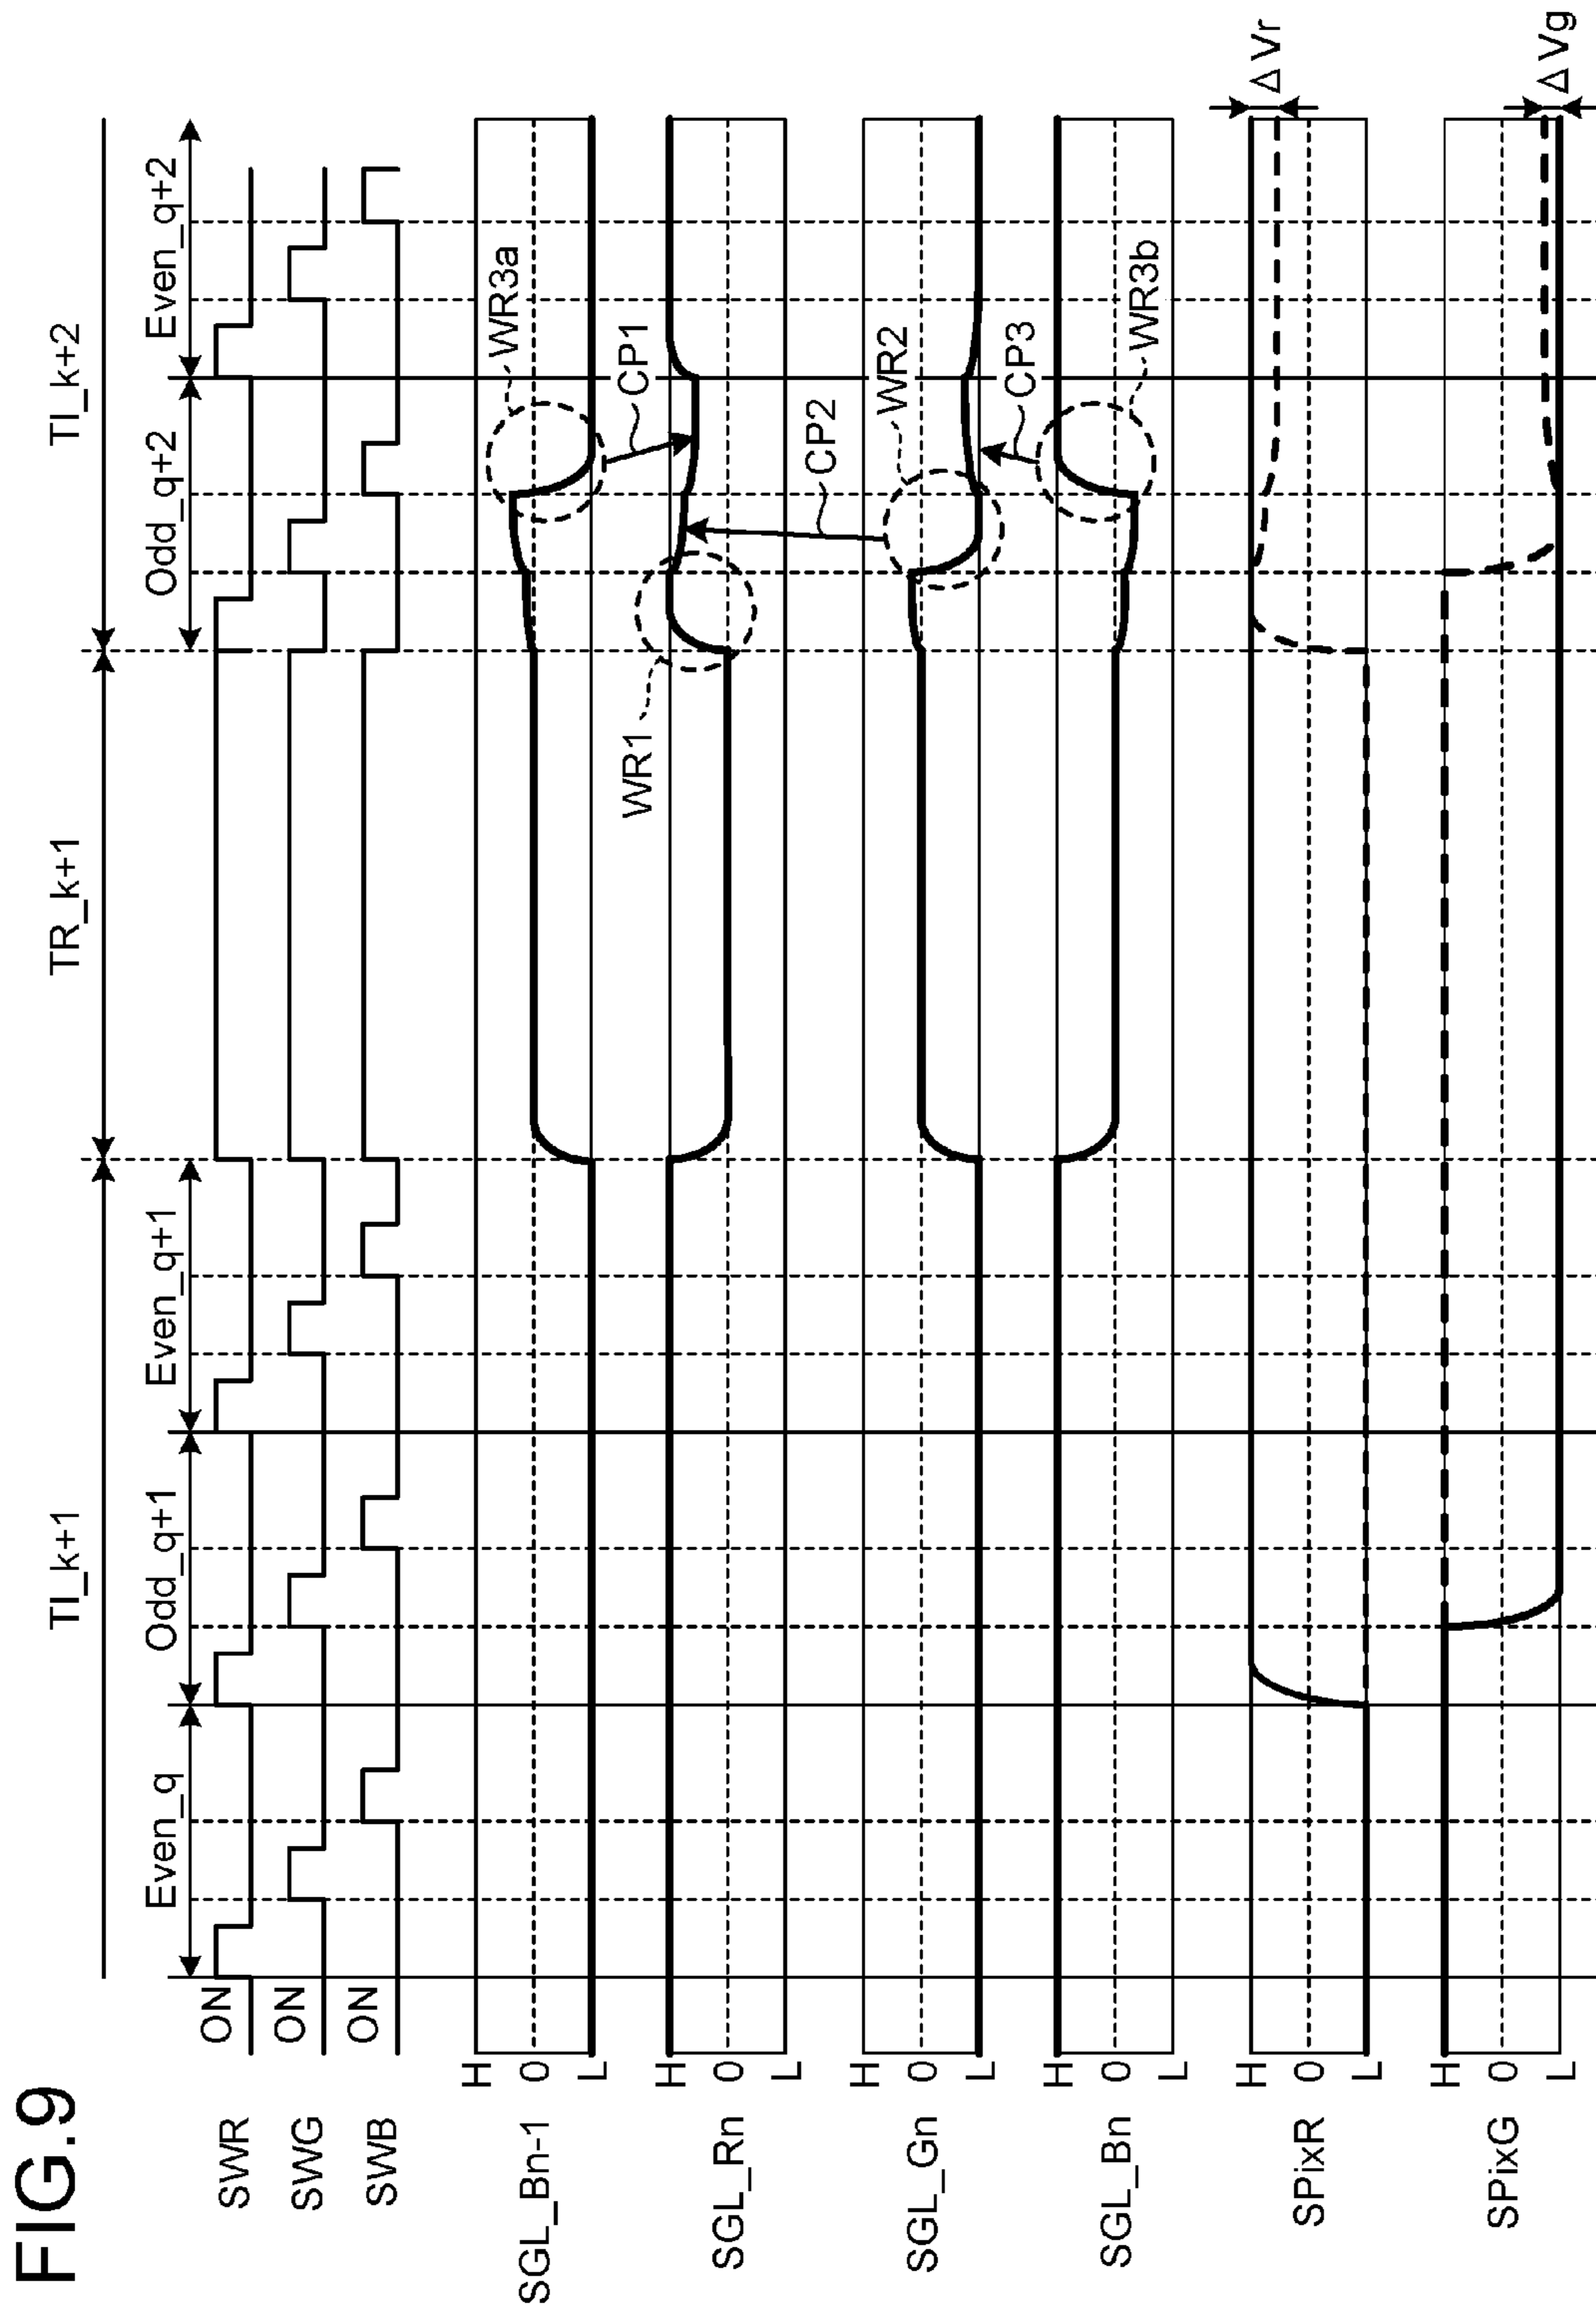 FIG.9
TI_k+1
TR_k+1
TI_k+2
Even_q
Odd_q+1
Even_q+1
Odd_q+2
Even_q+2
SWR
ON
SWG
ON
SWB
ON
SGL_Bn-1
H
0
L
WR3a
CP1
SGL_Rn
H
0
L
WR1
CP2
SGL_Gn
H
0
L
WR2
CP3
SGL_Bn
H
0
L
WR3b
SPixR
H
0
L
ΔVr
SPixG
H
0
L
ΔVg